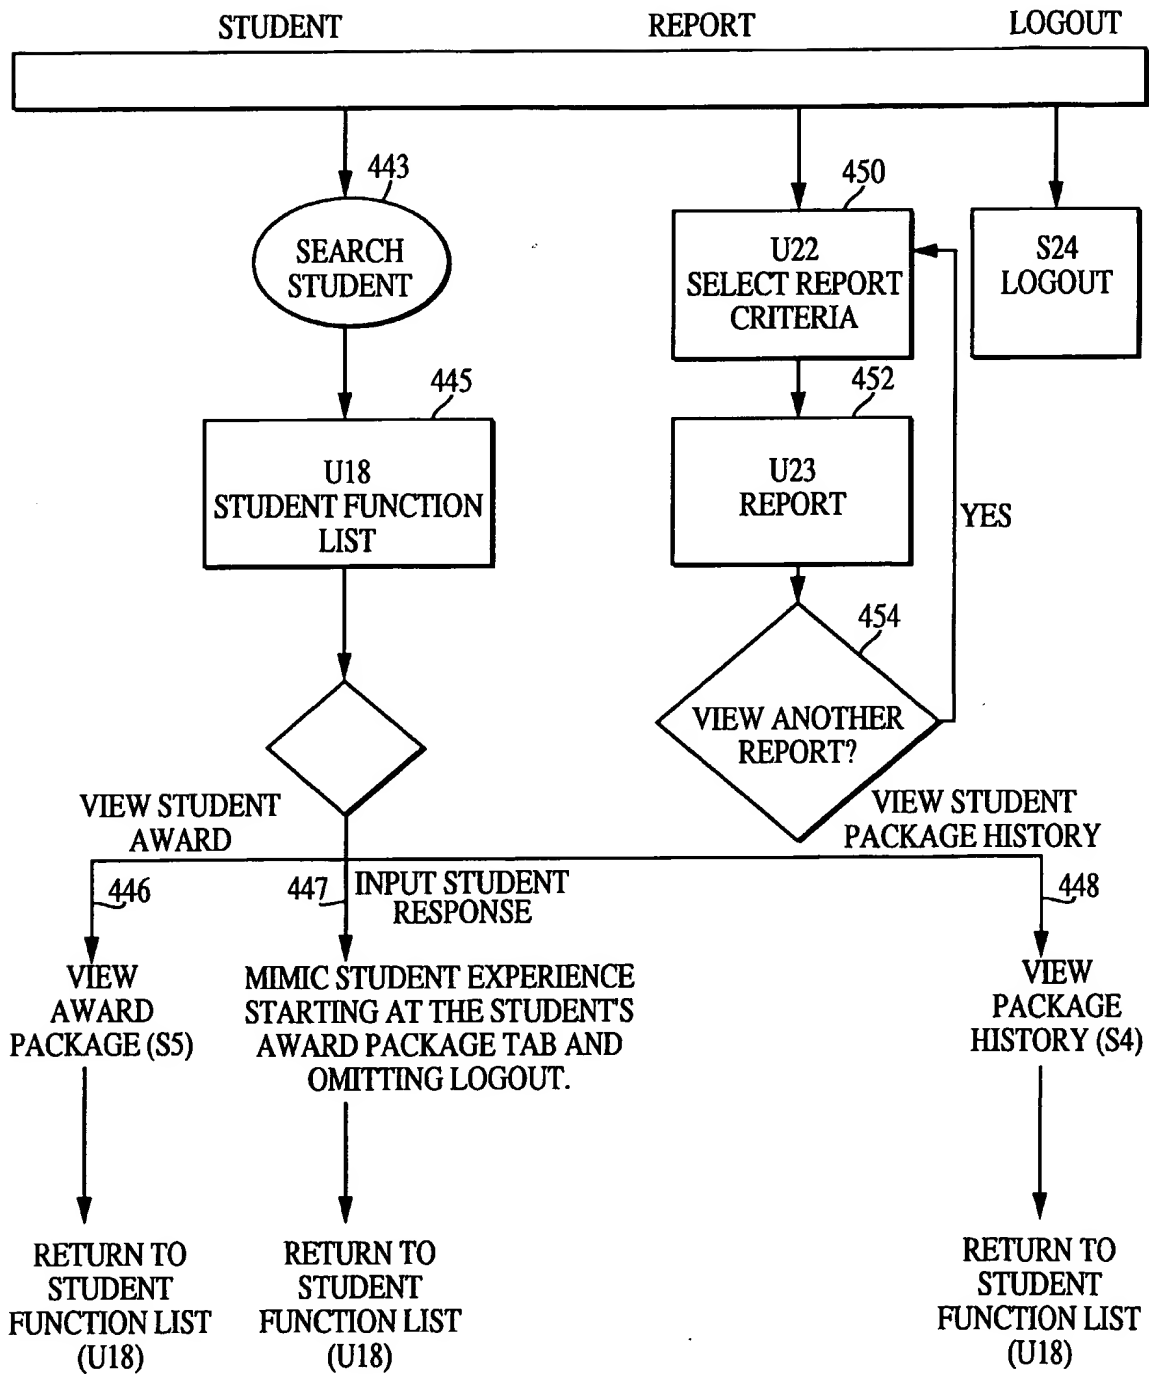 STUDENT
REPORT
LOGOUT
443
SEARCH
STUDENT
450
U22
SELECT REPORT
CRITERIA
S24
LOGOUT
445
U18
STUDENT FUNCTION
LIST
452
U23
REPORT
YES
454
VIEW ANOTHER
REPORT?
VIEW STUDENT
AWARD
VIEW STUDENT
PACKAGE HISTORY
446
447
INPUT STUDENT
RESPONSE
448
VIEW
AWARD
PACKAGE (S5)
MIMIC STUDENT EXPERIENCE
STARTING AT THE STUDENT'S
AWARD PACKAGE TAB AND
OMITTING LOGOUT.
VIEW
PACKAGE
HISTORY (S4)
RETURN TO
STUDENT
FUNCTION LIST
(U18)
RETURN TO
STUDENT
FUNCTION LIST
(U18)
RETURN TO
STUDENT
FUNCTION LIST
(U18)